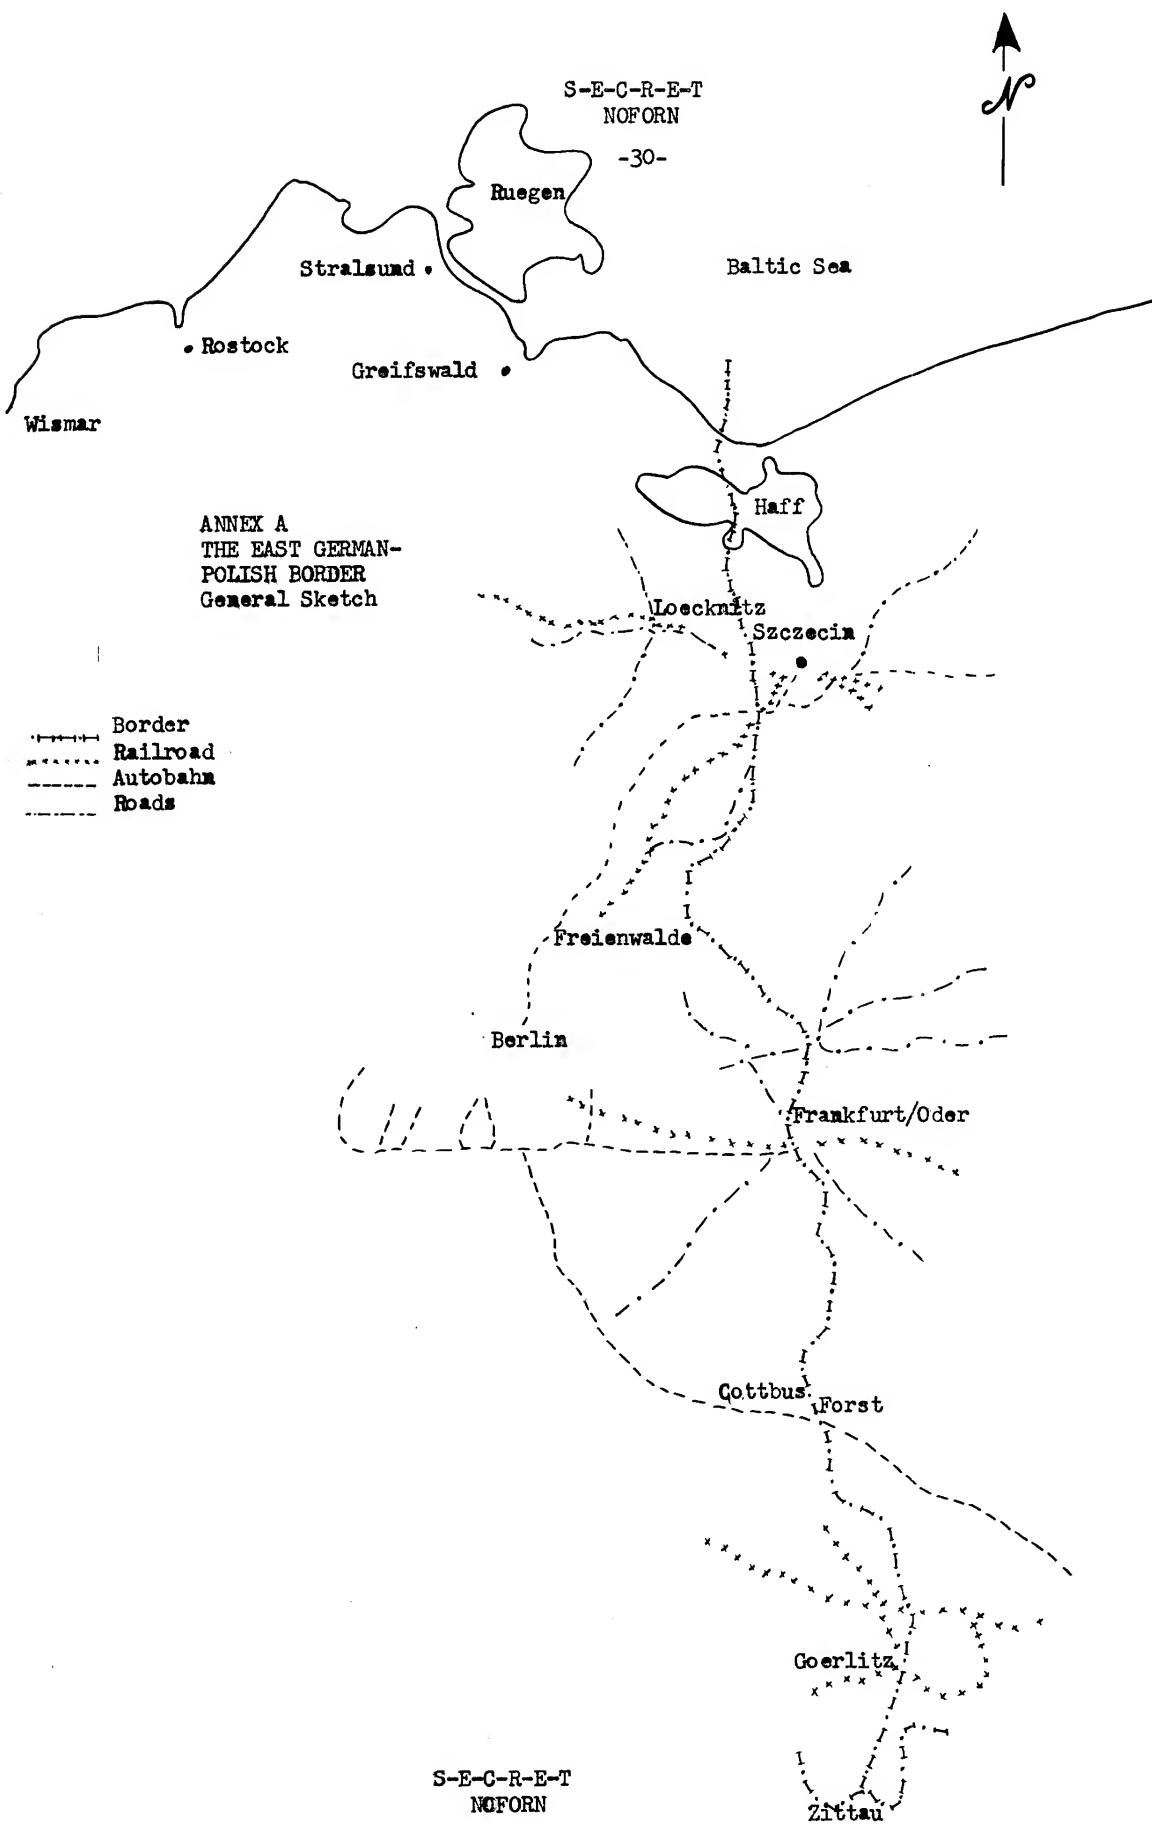 S-E-C-R-E-T
NOFORN
-30-
N
Ruegen
Stralsund
Baltic Sea
Rostock
Greifswald
Wismar
Haff
ANNEX A
THE EAST GERMAN-
POLISH BORDER
General Sketch
Loecknitz
Szczecin
Border
Railroad
Autobahn
Roads
Freienwalde
Berlin
Frankfurt/Oder
Cottbus
Forst
Goerlitz
Zittau
S-E-C-R-E-T
NOFORN